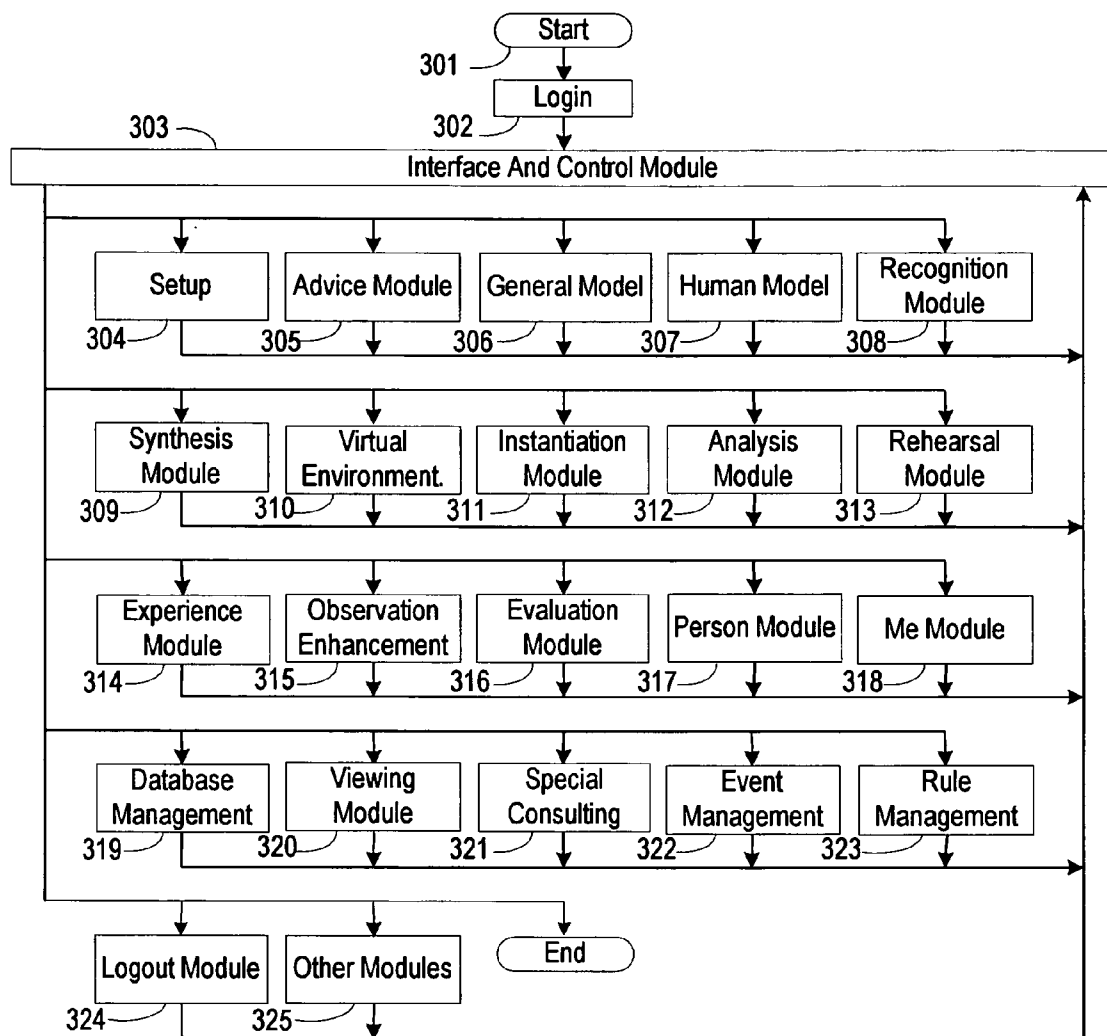 Start
301
Login
302
303
Interface And Control Module
Setup
Advice Module
General Model
Human Model
Recognition
Module
304
305
306
307
308
Synthesis
Module
Virtual
Environment.
Instantiation
Module
Analysis
Module
Rehearsal
Module
309
310
311
312
313
Experience
Module
Observation
Enhancement
Evaluation
Module
Person Module
Me Module
314
315
316
317
318
Database
Management
Viewing
Module
Special
Consulting
Event
Management
Rule
Management
319
320
321
322
323
Logout Module
Other Modules
End
324
325